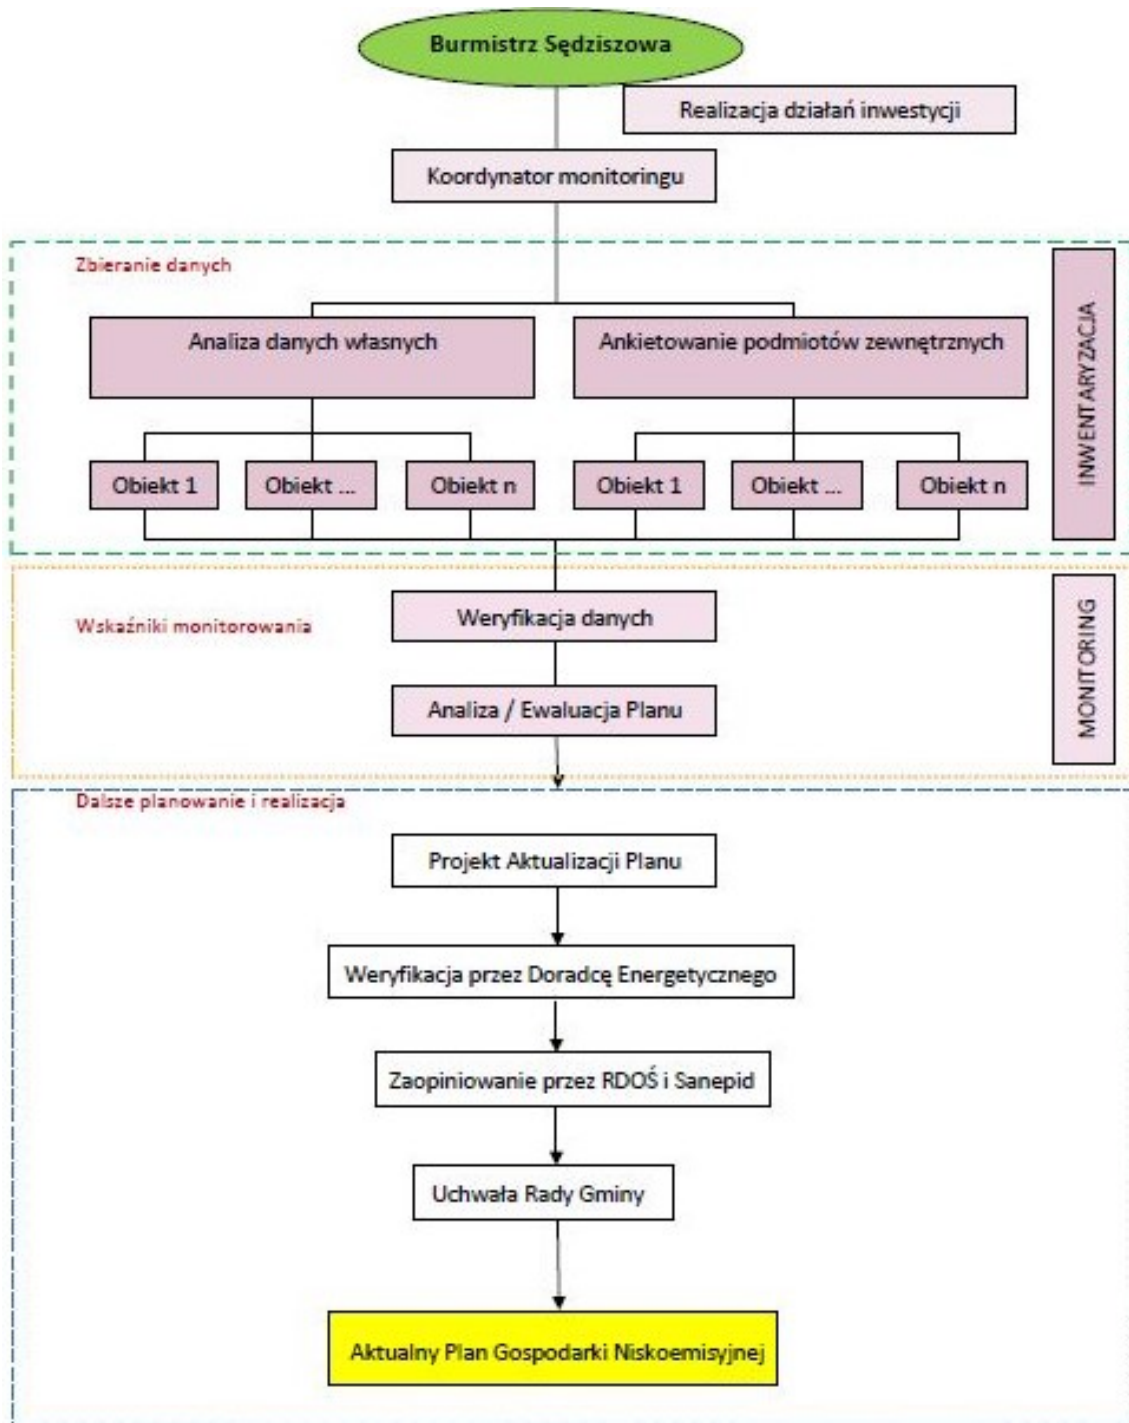 Burmistrz Sędziszowa
Realizacja działań inwestycji
Koordynator monitoringu
Zbieranie danych
Analiza danych własnych
Ankietowanie podmiotów zewnętrznych
Obiekt 1
Obiekt ...
Obiekt n
Obiekt 1
Obiekt ...
Obiekt n
INWENTARYZACJA
Wskaźniki monitorowania
Weryfikacja danych
Analiza / Ewaluacja Planu
MONITORING
Dalsze planowanie i realizacja
Projekt Aktualizacji Planu
Weryfikacja przez Doradcę Energetycznego
Zaopiniowanie przez RDOŚ i Sanepid
Uchwała Rady Gminy
Aktualny Plan Gospodarki Niskoemisyjnej